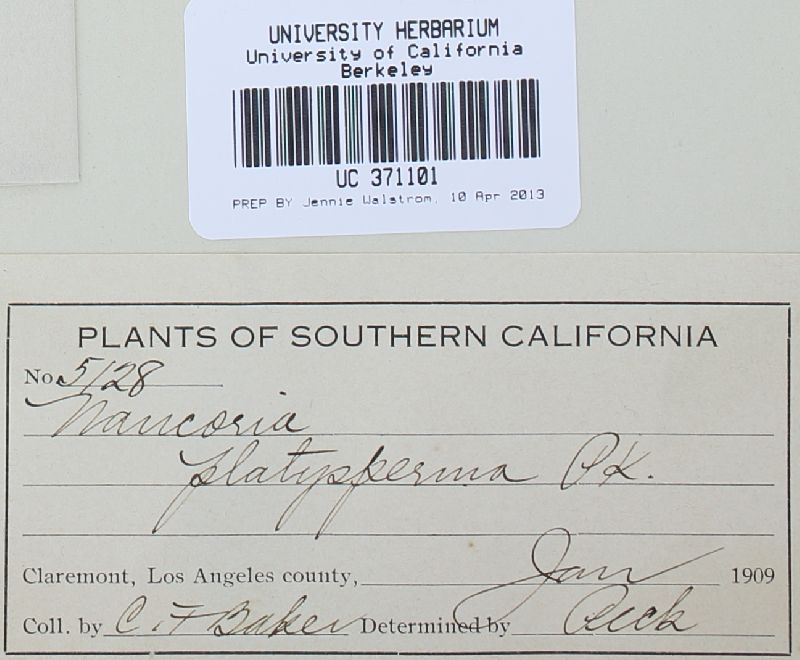 UNIVERSITY HERBARIUM
University of California
Berkeley
UC 371101
PREP BY Jennie Walstrom, 10 Apr 2013
PLANTS OF SOUTHERN CALIFORNIA
No. 5128
Naucoria
platysperma Pk.
Claremont, Los Angeles county, Jan 1909
Coll. by C. F Baker Determined by Peck